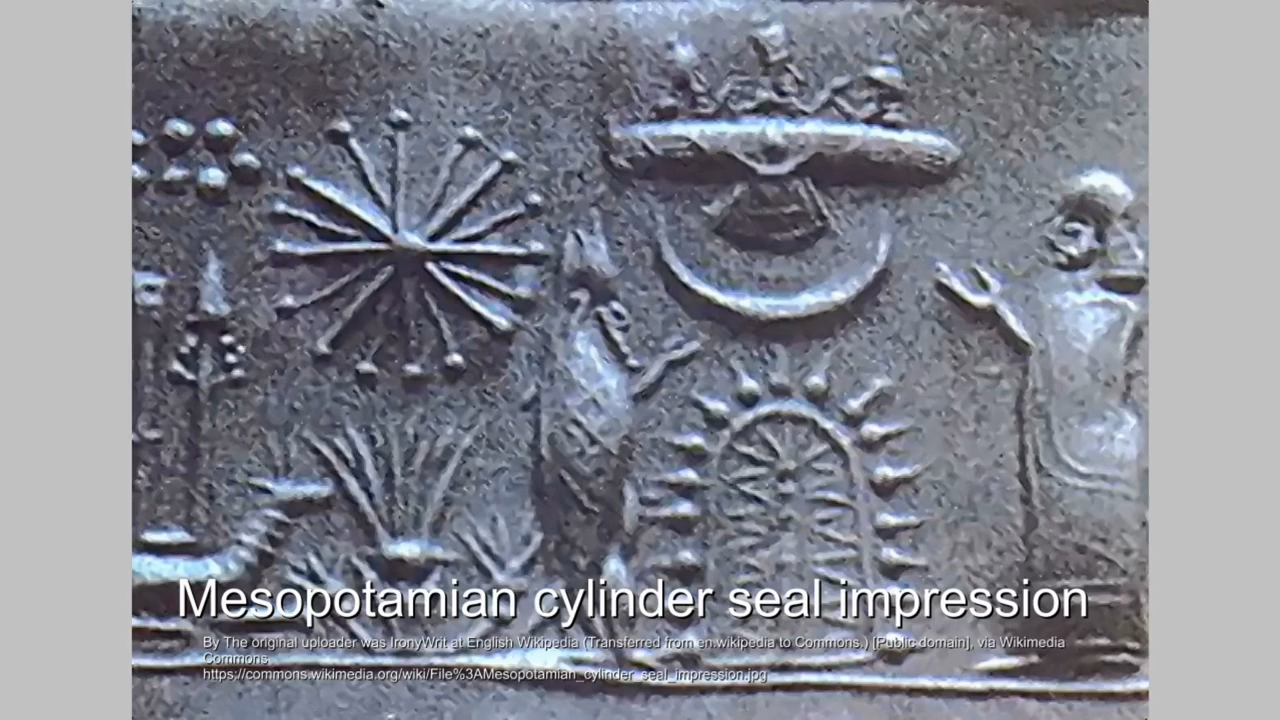 Mesopotamian cylinder seal impression
By The original uploader was IronyWrit at English Wikipedia (Transferred from en.wikipedia to Commons.) [Public domain], via Wikimedia
Commons
https://commons.wikimedia.org/wiki/File%3AMesopotamian_cylinder_seal_impression.jpg